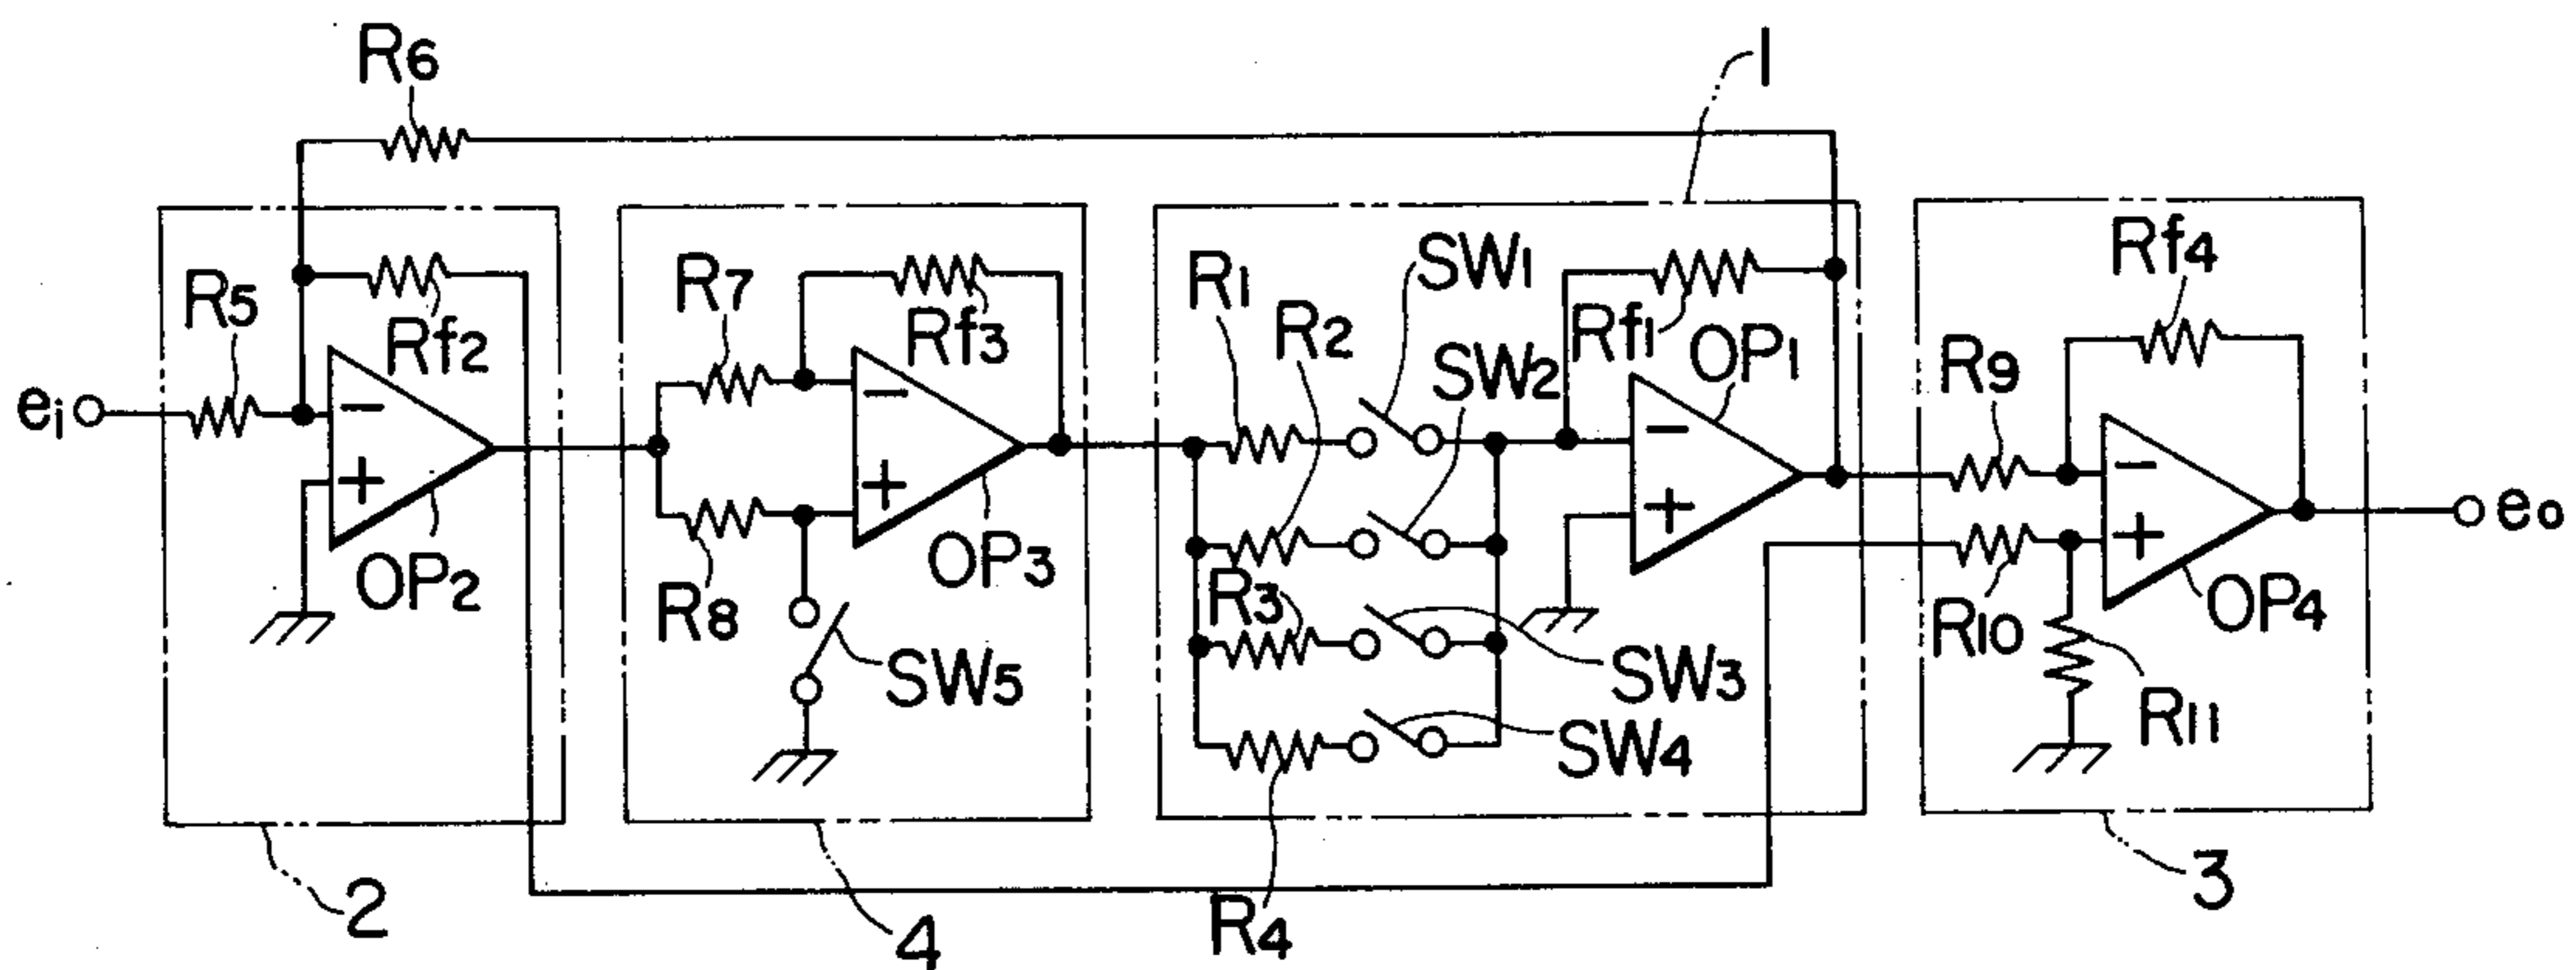 R6
1
R5
Rf2
R7
Rf3
R1
R2
SW1
SW2
Rf1
OP1
Rf4
R9
ei
−
+
OP2
−
+
OP3
R8
SW5
R3
SW3
SW4
R4
−
+
R10
−
+
OP4
R11
eo
2
4
3